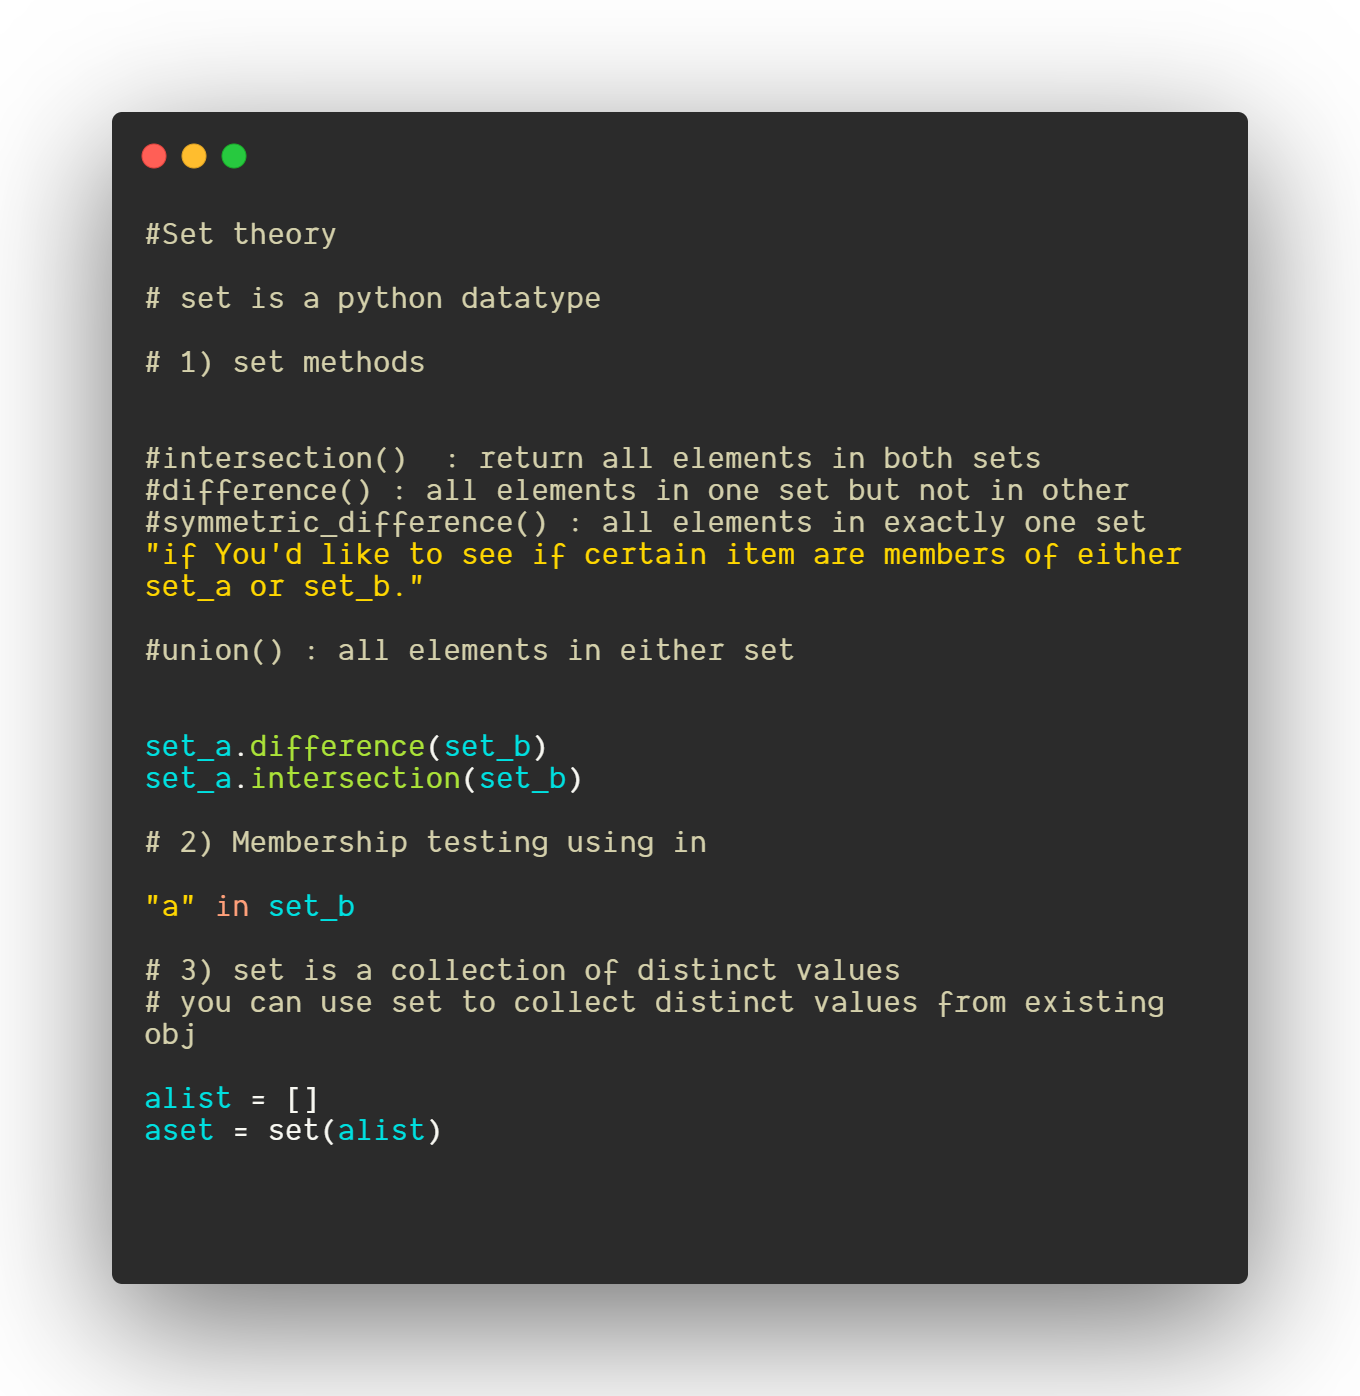 #Set theory
# set is a python datatype
# 1) set methods
#intersection()  : return all elements in both sets
#difference() : all elements in one set but not in other
#symmetric_difference() : all elements in exactly one set
"if You'd like to see if certain item are members of either
set_a or set_b."
#union() : all elements in either set
set_a.difference(set_b)
set_a.intersection(set_b)
# 2) Membership testing using in
"a" in set_b
# 3) set is a collection of distinct values
# you can use set to collect distinct values from existing
obj
alist = []
aset = set(alist)